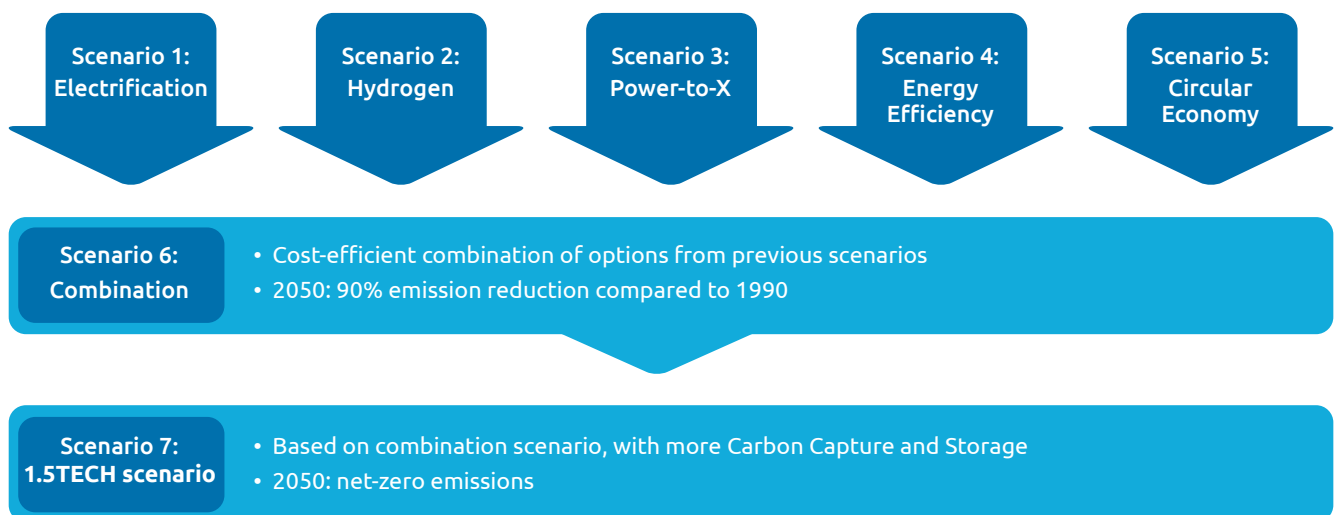 Scenario 1:
Electrification
Scenario 2:
Hydrogen
Scenario 3:
Power-to-X
Scenario 4:
Energy
Efficiency
Scenario 5:
Circular
Economy
Scenario 6:
Combination
• Cost-efficient combination of options from previous scenarios
• 2050: 90% emission reduction compared to 1990
Scenario 7:
1.5TECH scenario
• Based on combination scenario, with more Carbon Capture and Storage
• 2050: net-zero emissions